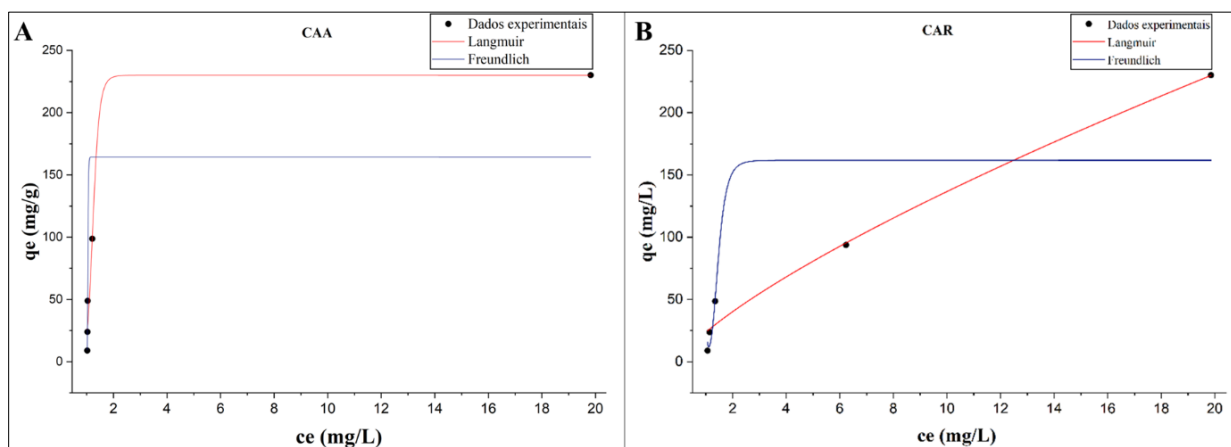 A
CAA
Dados experimentais
Langmuir
Freundlich
250
200
150
100
50
0
qe (mg/g)
2
4
6
8
10
12
14
16
18
20
ce (mg/L)
B
CAR
Dados experimentais
Langmuir
Freundlich
250
200
150
100
50
0
qe (mg/L)
2
4
6
8
10
12
14
16
18
20
ce (mg/L)